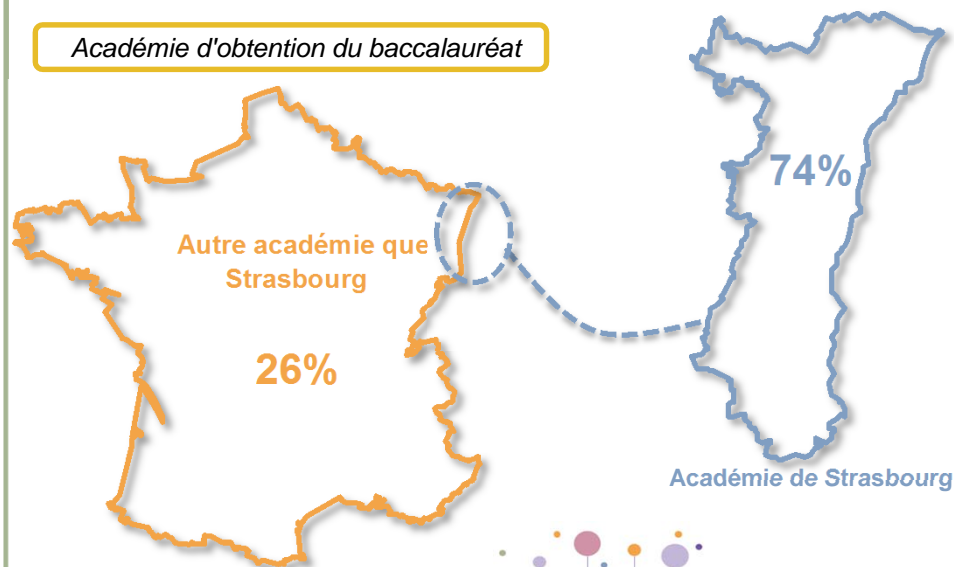 Académie d'obtention du baccalauréat
74%
Autre académie que
Strasbourg
26%
Académie de Strasbourg